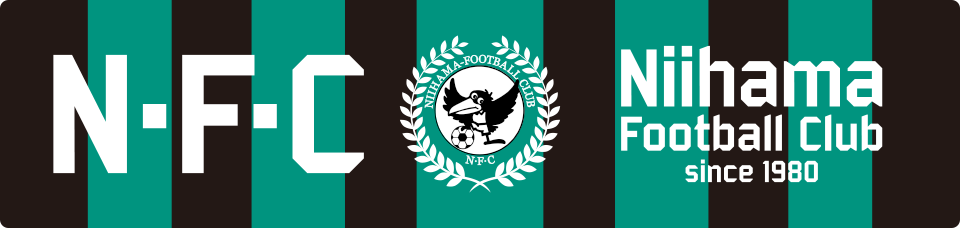 N·F·C
NIIHAMA-FOOTBALL CLUB
N·F·C
Niihama
Football Club
since 1980